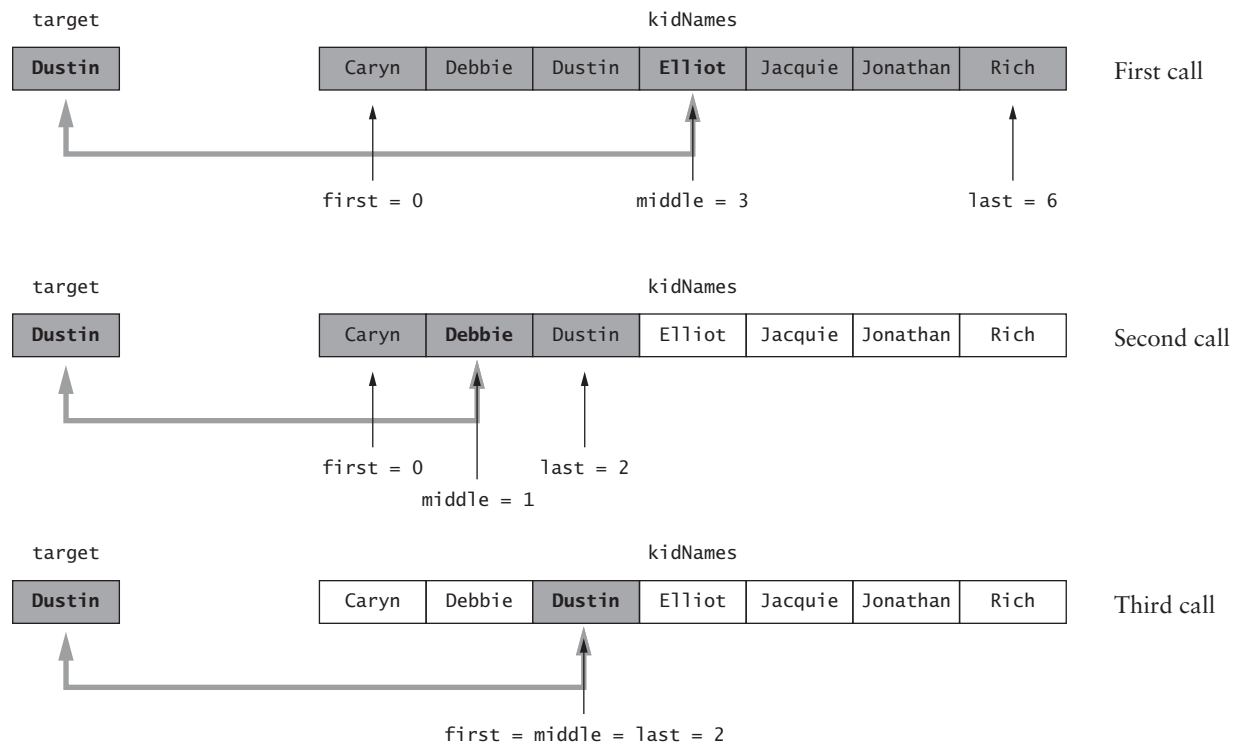 target kidNames
Dustin Caryn Debbie Dustin Elliot Jacquie Jonathan Rich First call
first = 0 middle = 3 last = 6
target kidNames
Dustin Caryn Debbie Dustin Elliot Jacquie Jonathan Rich Second call
first = 0 last = 2
middle = 1
target kidNames
Dustin Caryn Debbie Dustin Elliot Jacquie Jonathan Rich Third call
first = middle = last = 2